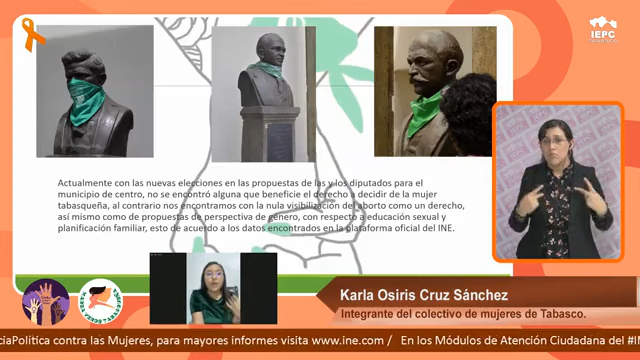 IEPC
TABASCO
Actualmente con las nuevas elecciones en las propuestas de las y los diputados para el
municipio de centro, no se encontró alguna que beneficie el derecho a decidir de la mujer
tabasqueña, al contrario nos encontramos con la nula visibilización del aborto como un derecho,
así mismo como de propuestas de perspectiva de género, con respecto a educación sexual y
planificación familiar, esto de acuerdo a los datos encontrados en la plataforma oficial del INE.
Karla Osiris Cruz Sánchez
Integrante del colectivo de mujeres de Tabasco.
ciaPolítica contra las Mujeres, para mayores informes visita www.ine.com / En los Módulos de Atención Ciudadana del #I